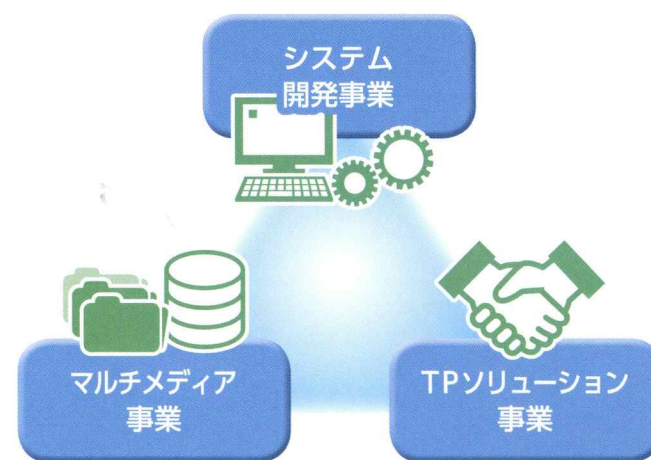 システム
開発事業
マルチメディア
事業
TPソリューション
事業